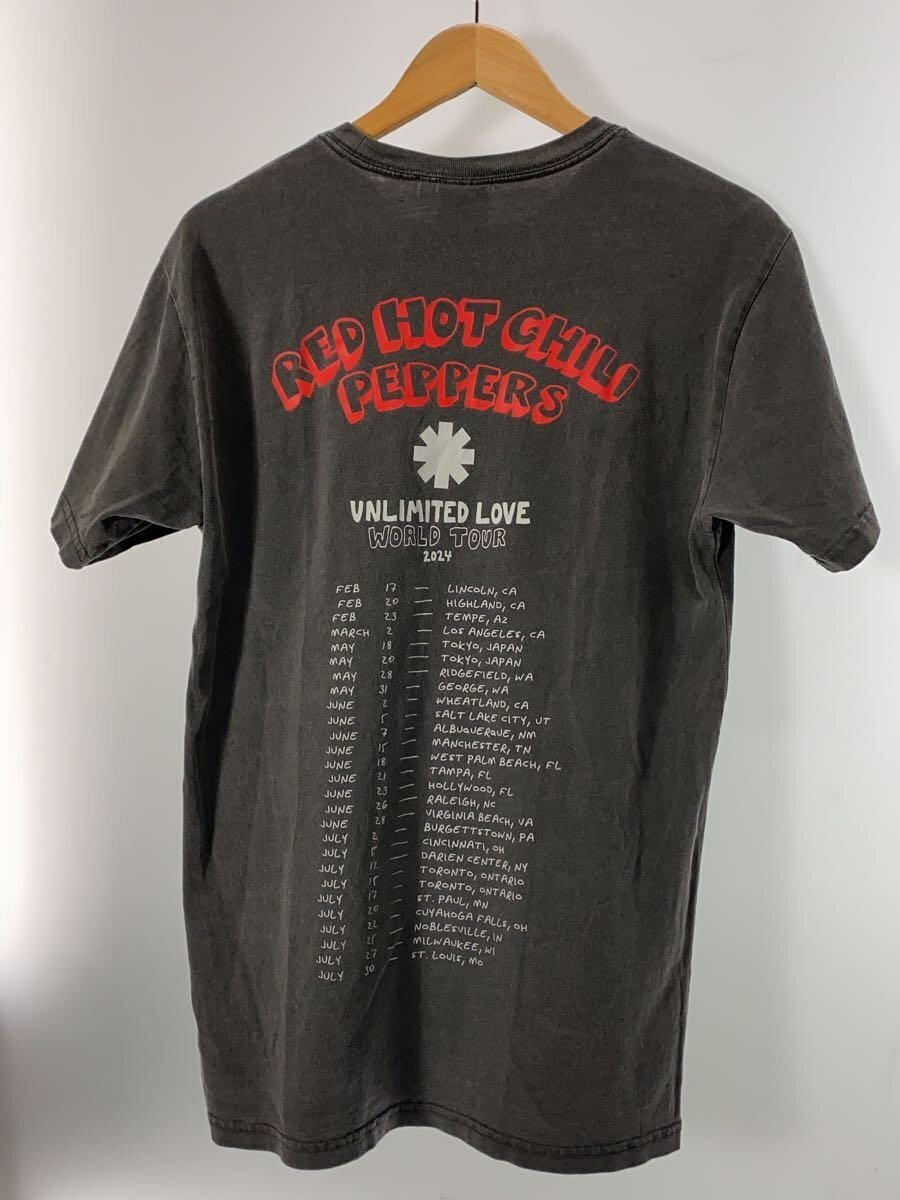 RED HOT CHILI
PEPPERS
UNLIMITED LOVE
WORLD TOUR
2024
FEB 17 — LINCOLN, CA
FEB 20 — HIGHLAND, CA
FEB 23 — TEMPE, AZ
MARCH 2 — LOS ANGELES, CA
MAY 18 — TOKYO, JAPAN
MAY 20 — TOKYO, JAPAN
MAY 28 — RIDGEFIELD, WA
MAY 31 — GEORGE, WA
JUNE 2 — WHEATLAND, CA
JUNE 5 — SALT LAKE CITY, UT
JUNE 7 — ALBUQUERQUE, NM
JUNE 15 — MANCHESTER, TN
JUNE 18 — WEST PALM BEACH, FL
JUNE 21 — TAMPA, FL
JUNE 23 — HOLLYWOOD, FL
JUNE 26 — RALEIGH, NC
JUNE 28 — VIRGINIA BEACH, VA
JULY 2 — BURGETTSTOWN, PA
JULY 5 — CINCINNATI, OH
JULY 12 — DARIEN CENTER, NY
JULY 15 — TORONTO, ONTARIO
JULY 17 — TORONTO, ONTARIO
JULY 20 — ST. PAUL, MN
JULY 22 — CUYAHOGA FALLS, OH
JULY 25 — NOBLESVILLE, IN
JULY 27 — MILWAUKEE, WI
JULY 30 — ST. LOUIS, MO